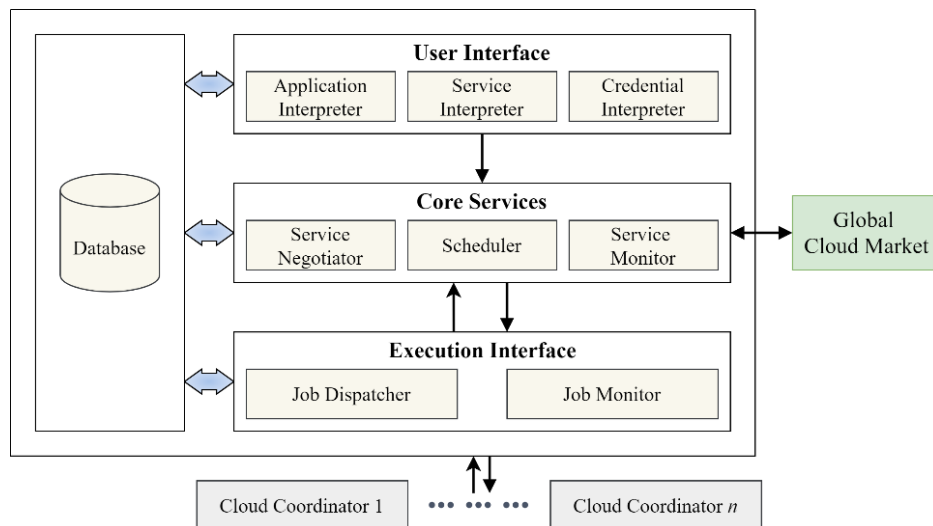 User Interface
Application
Interpreter
Service
Interpreter
Credential
Interpreter
Database
Core Services
Service
Negotiator
Scheduler
Service
Monitor
Global
Cloud Market
Execution Interface
Job Dispatcher
Job Monitor
Cloud Coordinator 1
Cloud Coordinator n